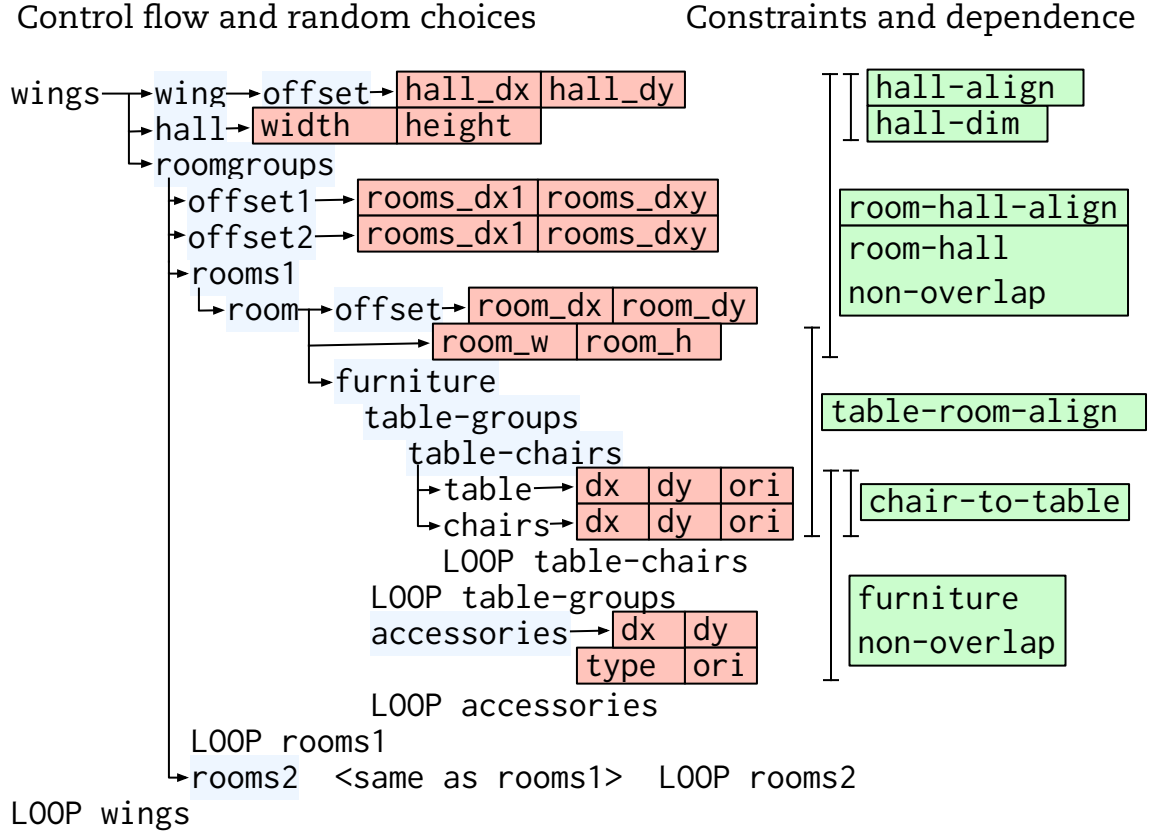 Control flow and random choices Constraints and dependence
wings wing offset hall_dx hall_dy hall-align
hall width height hall-dim
roomgroups
offset1 rooms_dx1 rooms_dxy room-hall-align
offset2 rooms_dx1 rooms_dxy room-hall
rooms1 non-overlap
room offset room_dx room_dy
room_w room_h
furniture
table-groups table-room-align
table-chairs
table dx dy ori chair-to-table
chairs dx dy ori
LOOP table-chairs
LOOP table-groups furniture
accessories dx dy non-overlap
type ori
LOOP accessories
LOOP rooms1
rooms2 <same as rooms1> LOOP rooms2
LOOP wings